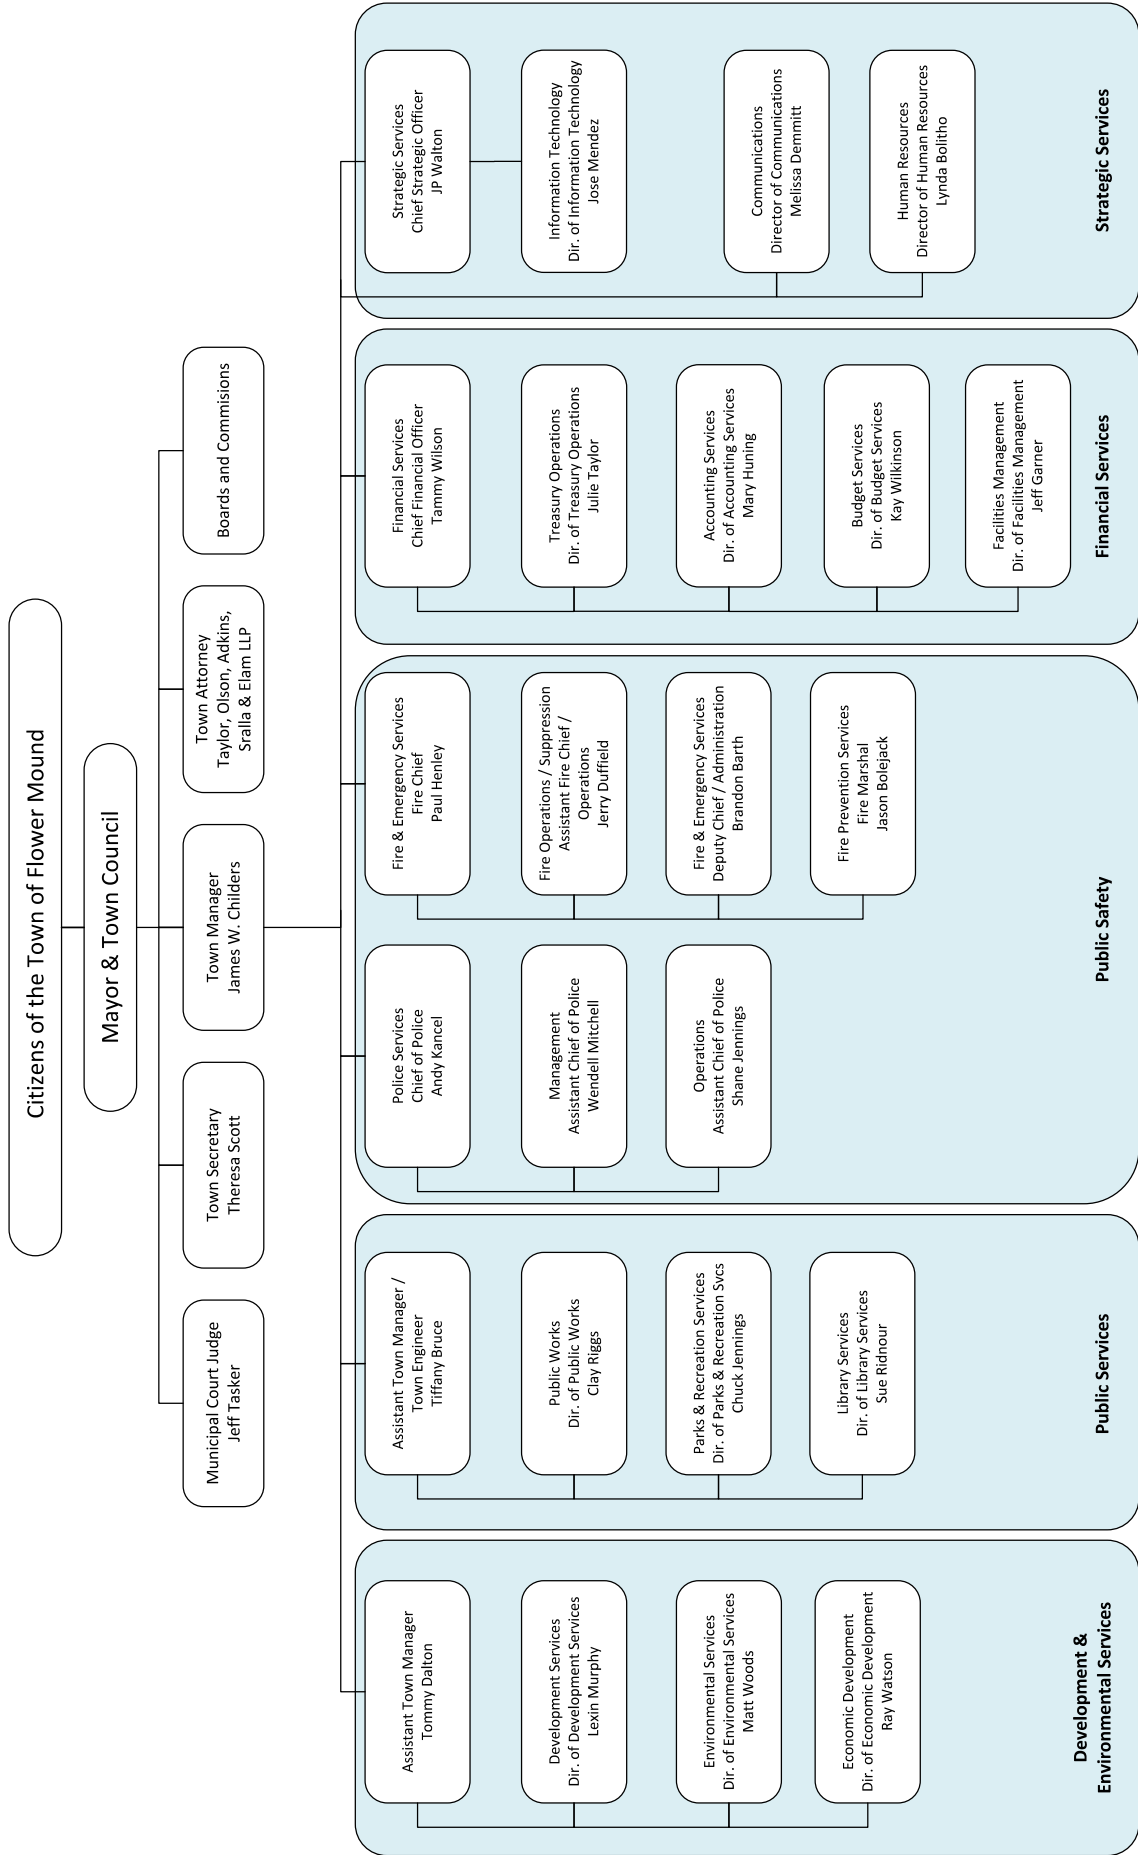 Citizens of the Town of Flower Mound
Mayor & Town Council
Municipal Court Judge
Jeff Tasker
Town Secretary
Theresa Scott
Town Manager
James W. Childers
Town Attorney
Taylor, Olson, Adkins,
Sralla & Elam LLP
Boards and Commisions
Assistant Town Manager
Tommy Dalton
Development Services
Dir. of Development Services
Lexin Murphy
Environmental Services
Dir. of Environmental Services
Matt Woods
Economic Development
Dir. of Economic Development
Ray Watson
Development &
Environmental Services
Assistant Town Manager /
Town Engineer
Tiffany Bruce
Public Works
Dir. of Public Works
Clay Riggs
Parks & Recreation Services
Dir. of Parks & Recreation Svcs
Chuck Jennings
Library Services
Dir. of Library Services
Sue Ridnour
Public Services
Police Services
Chief of Police
Andy Kancel
Management
Assistant Chief of Police
Wendell Mitchell
Operations
Assistant Chief of Police
Shane Jennings
Fire & Emergency Services
Fire Chief
Paul Henley
Fire Operations / Suppression
Assistant Fire Chief /
Operations
Jerry Duffield
Fire & Emergency Services
Deputy Chief / Administration
Brandon Barth
Fire Prevention Services
Fire Marshal
Jason Bolejack
Public Safety
Financial Services
Chief Financial Officer
Tammy Wilson
Treasury Operations
Dir. of Treasury Operations
Julie Taylor
Accounting Services
Dir. of Accounting Services
Mary Huning
Budget Services
Dir. of Budget Services
Kay Wilkinson
Facilities Management
Dir. of Facilities Management
Jeff Garner
Financial Services
Strategic Services
Chief Strategic Officer
JP Walton
Information Technology
Dir. of Information Technology
Jose Mendez
Communications
Director of Communications
Melissa Demmitt
Human Resources
Director of Human Resources
Lynda Bolitho
Strategic Services